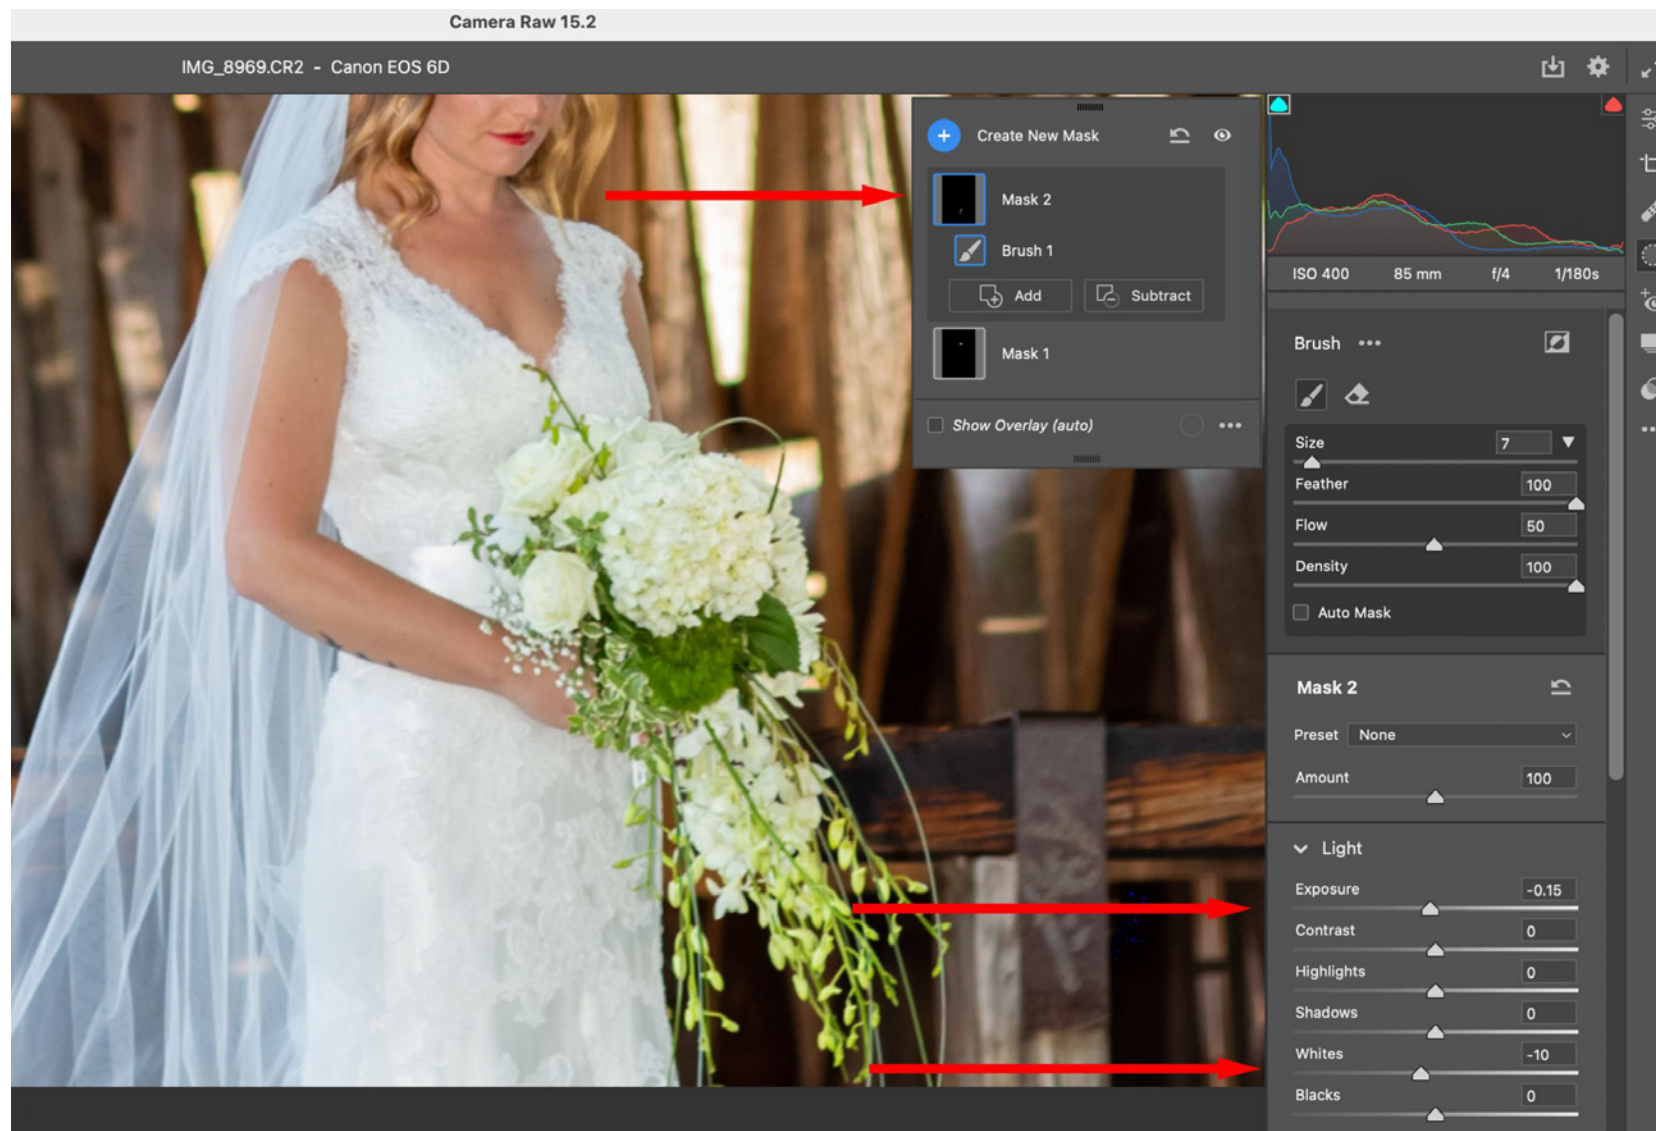 Camera Raw 15.2
IMG_8969.CR2 - Canon EOS 6D
Create New Mask
Mask 2
Brush 1
Add Subtract
Mask 1
Show Overlay (auto)
ISO 400 85 mm f/4 1/180s
Brush
Size 7
Feather 100
Flow 50
Density 100
Auto Mask
Mask 2
Preset None
Amount 100
Light
Exposure -0.15
Contrast 0
Highlights 0
Shadows 0
Whites -10
Blacks 0